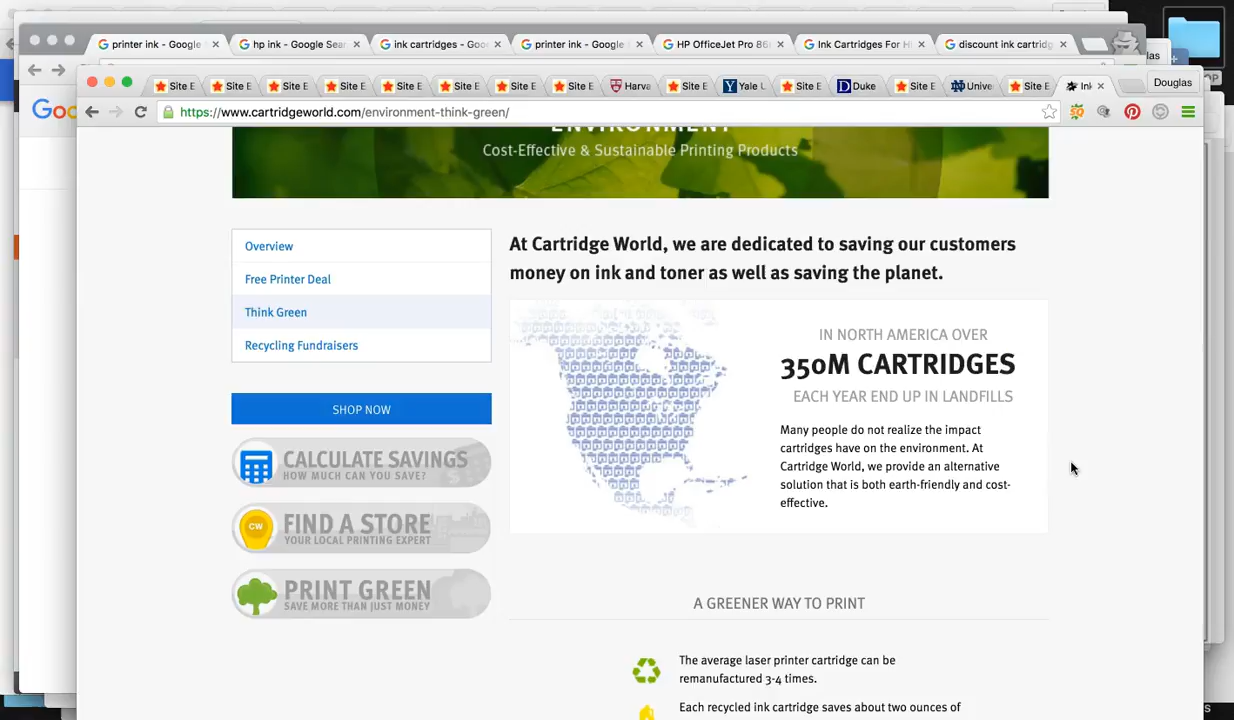 printer ink - Google
hp ink - Google Sea
ink cartridges - Goo
printer ink - Google
HP OfficeJet Pro 86
Ink Cartridges For H
discount ink cartridg
Site E
Site E
Site E
Site E
Site E
Site E
Site E
Site E
Harva
Site E
Yale U
Site E
Duke
Site E
Unive
Site E
Ink
Douglas
https://www.cartridgeworld.com/environment-think-green/
ENVIRONMENT
Cost-Effective & Sustainable Printing Products
Overview
Free Printer Deal
Think Green
Recycling Fundraisers
SHOP NOW
CALCULATE SAVINGS
HOW MUCH CAN YOU SAVE?
CW
FIND A STORE
YOUR LOCAL PRINTING EXPERT
PRINT GREEN
SAVE MORE THAN JUST MONEY
At Cartridge World, we are dedicated to saving our customers
money on ink and toner as well as saving the planet.
IN NORTH AMERICA OVER
350M CARTRIDGES
EACH YEAR END UP IN LANDFILLS
Many people do not realize the impact
cartridges have on the environment. At
Cartridge World, we provide an alternative
solution that is both earth-friendly and cost-
effective.
A GREENER WAY TO PRINT
The average laser printer cartridge can be
remanufactured 3-4 times.
Each recycled ink cartridge saves about two ounces of